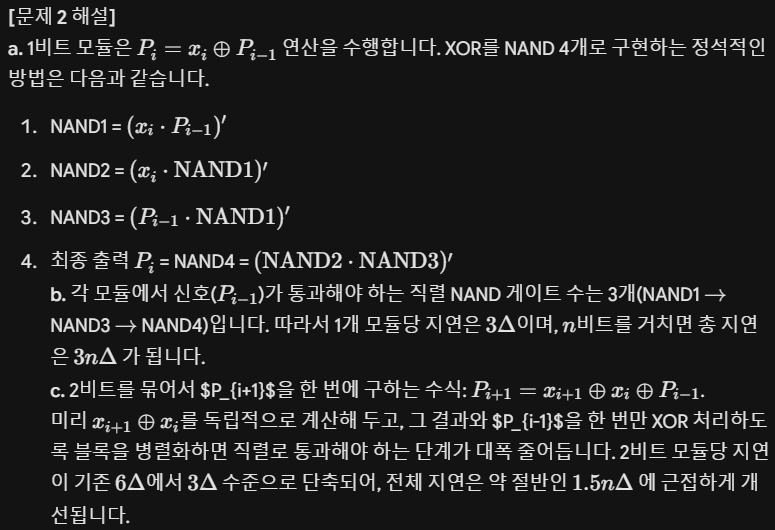 [문제 2 해설]
a. 1비트 모듈은 $P_i = x_i \oplus P_{i-1}$ 연산을 수행합니다. XOR를 NAND 4개로 구현하는 정석적인
방법은 다음과 같습니다.
1. NAND1 = $(x_i \cdot P_{i-1})'$
2. NAND2 = $(x_i \cdot \text{NAND1})'$
3. NAND3 = $(P_{i-1} \cdot \text{NAND1})'$
4. 최종 출력 $P_i$ = NAND4 = $(\text{NAND2} \cdot \text{NAND3})'$
b. 각 모듈에서 신호($P_{i-1}$)가 통과해야 하는 직렬 NAND 게이트 수는 3개(NAND1 →
NAND3 → NAND4)입니다. 따라서 1개 모듈당 지연은 $3\Delta$이며, $n$비트를 거치면 총 지연
은 $3n\Delta$ 가 됩니다.
c. 2비트를 묶어서 $P_{i+1}$을 한 번에 구하는 수식: $P_{i+1} = x_{i+1} \oplus x_i \oplus P_{i-1}$.
미리 $x_{i+1} \oplus x_i$를 독립적으로 계산해 두고, 그 결과와 $P_{i-1}$을 한 번만 XOR 처리하도
록 블록을 병렬화하면 직렬로 통과해야 하는 단계가 대폭 줄어듭니다. 2비트 모듈당 지연
이 기존 $6\Delta$에서 $3\Delta$ 수준으로 단축되어, 전체 지연은 약 절반인 $1.5n\Delta$ 에 근접하게 개
선됩니다.